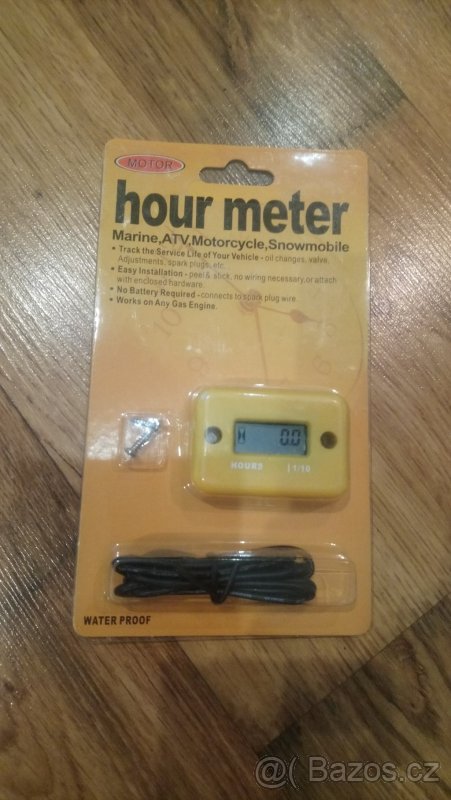 MOTOR
hour meter
Marine,ATV,Motorcycle,Snowmobile
• Track the Service Life of Your Vehicle - oil changes, valve.
Adjustments, spark plugs, etc.
• Easy Installation - peel & stick, no wiring necessary, or attach
with enclosed hardware.
• No Battery Required - connects to spark plug wire.
• Works on Any Gas Engine.
0.0
HOURS 1/10
WATER PROOF
@ Bazoš.cz